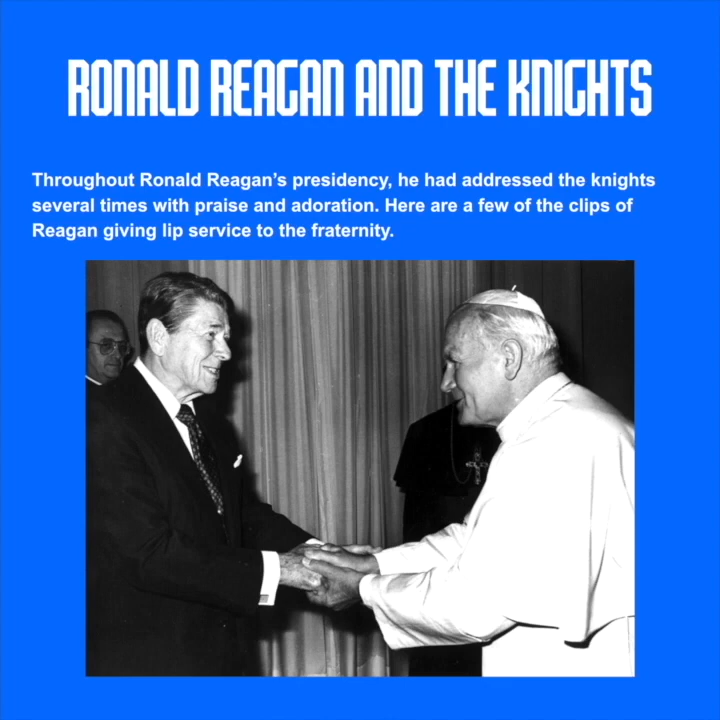 RONALD REAGAN AND THE KNIGHTS
Throughout Ronald Reagan’s presidency, he had addressed the knights
several times with praise and adoration. Here are a few of the clips of
Reagan giving lip service to the fraternity.